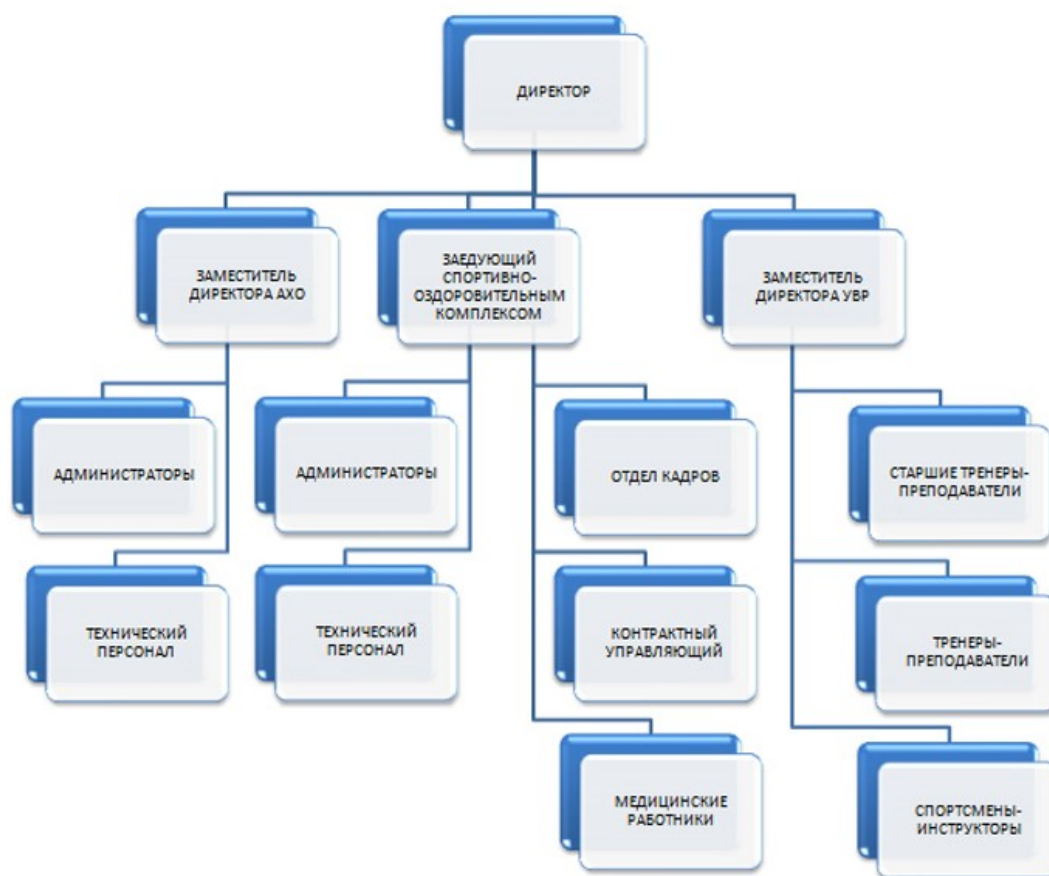 ДИРЕКТОР
ЗАМЕСТИТЕЛЬ
ДИРЕКТОРА АХО
ЗАЕДУЮЩИЙ
СПОРТИВНО-
ОЗДОРОВИТЕЛЬНЫМ
КОМПЛЕКСОМ
ЗАМЕСТИТЕЛЬ
ДИРЕКТОРА УВР
АДМИНИСТРАТОРЫ
АДМИНИСТРАТОРЫ
ОТДЕЛ КАДРОВ
СТАРШИЕ ТРЕНЕРЫ-
ПРЕПОДАВАТЕЛИ
ТЕХНИЧЕСКИЙ
ПЕРСОНАЛ
ТЕХНИЧЕСКИЙ
ПЕРСОНАЛ
КОНТРАКТНЫЙ
УПРАВЛЯЮЩИЙ
ТРЕНЕРЫ-
ПРЕПОДАВАТЕЛИ
МЕДИЦИНСКИЕ
РАБОТНИКИ
СПОРТСМЕНЫ-
ИНСТРУКТОРЫ